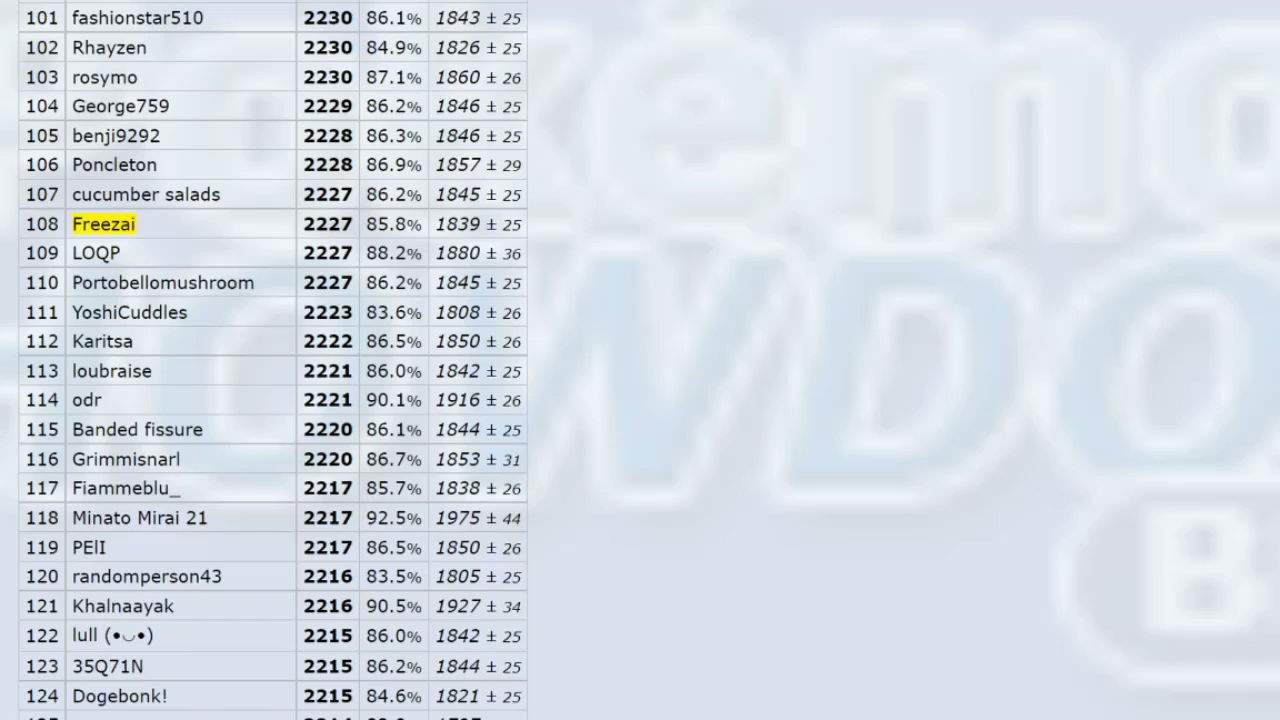 101 fashionstar510 2230 86.1% 1843 ± 25
102 Rhayzen 2230 84.9% 1826 ± 25
103 rosymo 2230 87.1% 1860 ± 26
104 George759 2229 86.2% 1846 ± 25
105 benji9292 2228 86.3% 1846 ± 25
106 Poncleton 2228 86.9% 1857 ± 29
107 cucumber salads 2227 86.2% 1845 ± 25
108 Freezai 2227 85.8% 1839 ± 25
109 LOQP 2227 88.2% 1880 ± 36
110 Portobellomushroom 2227 86.2% 1845 ± 25
111 YoshiCuddles 2223 83.6% 1808 ± 26
112 Karitsa 2222 86.5% 1850 ± 26
113 loubraise 2221 86.0% 1842 ± 25
114 odr 2221 90.1% 1916 ± 26
115 Banded fissure 2220 86.1% 1844 ± 25
116 Grimmisnarl 2220 86.7% 1853 ± 31
117 Fiammeblu_ 2217 85.7% 1838 ± 26
118 Minato Mirai 21 2217 92.5% 1975 ± 44
119 PElI 2217 86.5% 1850 ± 26
120 randomperson43 2216 83.5% 1805 ± 25
121 Khalnaayak 2216 90.5% 1927 ± 34
122 lull (•◡•) 2215 86.0% 1842 ± 25
123 35Q71N 2215 86.2% 1844 ± 25
124 Dogebonk! 2215 84.6% 1821 ± 25